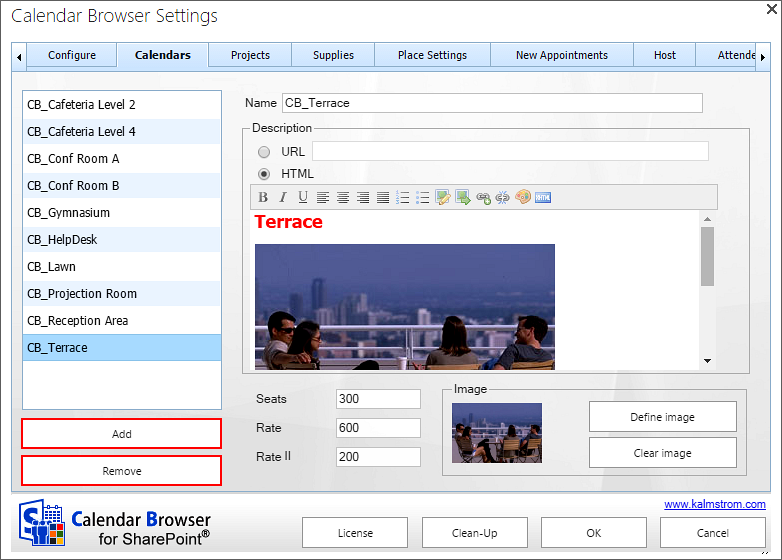 Calendar Browser Settings
Configure Calendars Projects Supplies Place Settings New Appointments Host Attende
CB_Cafeteria Level 2
CB_Cafeteria Level 4
CB_Conf Room A
CB_Conf Room B
CB_Gymnasium
CB_HelpDesk
CB_Lawn
CB_Projection Room
CB_Reception Area
CB_Terrace
Add
Remove
Name CB_Terrace
Description
URL
HTML
B I U
Terrace
Seats 300
Rate 600
Rate II 200
Image
Define image
Clear image
www.kalmstrom.com
Calendar Browser
for SharePoint®
License Clean-Up OK Cancel